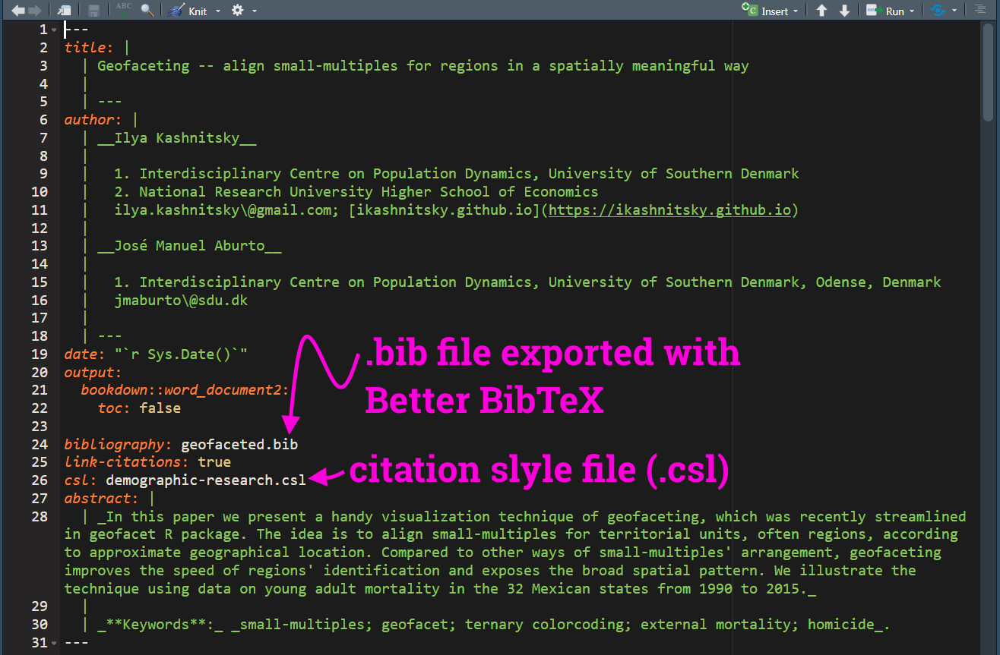 ABC Knit Insert Run
1 ---
2 title: |
3 | Geofaceting -- align small-multiples for regions in a spatially meaningful way
4 |
5 | ---
6 author: |
7 | __Ilya Kashnitsky__
8 |
9 | 1. Interdisciplinary Centre on Population Dynamics, University of Southern Denmark
10 | 2. National Research University Higher School of Economics
11 | ilya.kashnitsky\@gmail.com; [ikashnitsky.github.io](https://ikashnitsky.github.io)
12 |
13 | __José Manuel Aburto__
14 |
15 | 1. Interdisciplinary Centre on Population Dynamics, University of Southern Denmark, Odense, Denmark
16 | jmaburto\@sdu.dk
17 |
18 | ---
19 date: "`r Sys.Date()`"
20 output:
21 bookdown::word_document2:
22 toc: false
23
24 bibliography: geofaceted.bib
25 link-citations: true
26 csl: demographic-research.csl
27 abstract: |
28 | _In this paper we present a handy visualization technique of geofaceting, which was recently streamlined
in geofacet R package. The idea is to align small-multiples for territorial units, often regions, according
to approximate geographical location. Compared to other ways of small-multiples' arrangement, geofaceting
improves the speed of regions' identification and exposes the broad spatial pattern. We illustrate the
technique using data on young adult mortality in the 32 Mexican states from 1990 to 2015._
29 |
30 | _**Keywords**:_ _small-multiples; geofacet; ternary colorcoding; external mortality; homicide_.
31 ---
.bib file exported with
Better BibTeX
citation slyle file (.csl)